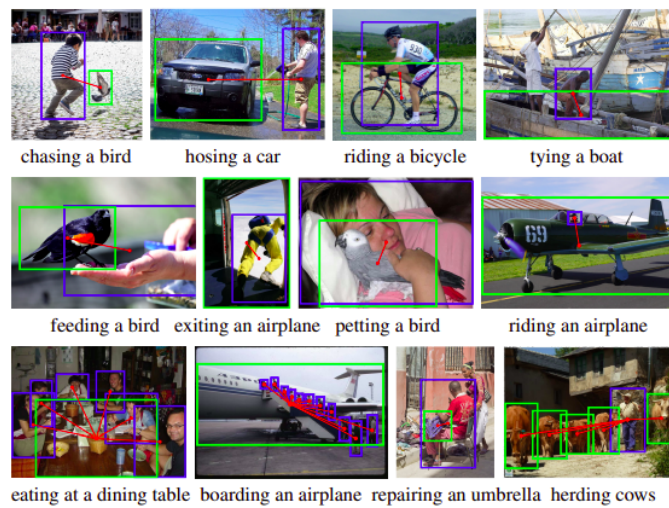 chasing a bird
hosing a car
riding a bicycle
tying a boat
69
feeding a bird
exiting an airplane
petting a bird
riding an airplane
eating at a dining table
boarding an airplane
repairing an umbrella
herding cows